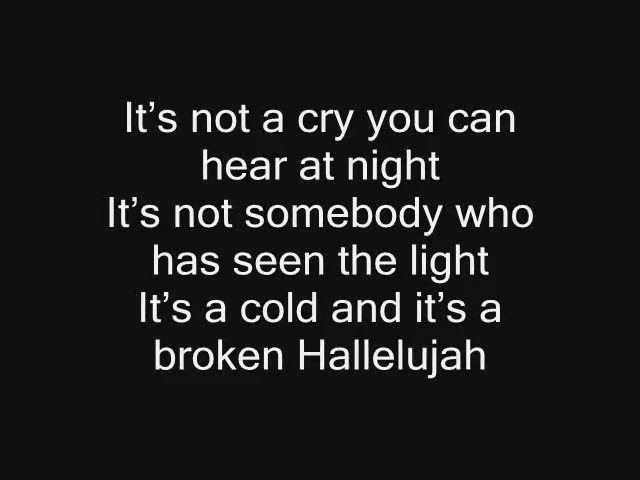 It’s not a cry you can
hear at night
It’s not somebody who
has seen the light
It’s a cold and it’s a
broken Hallelujah